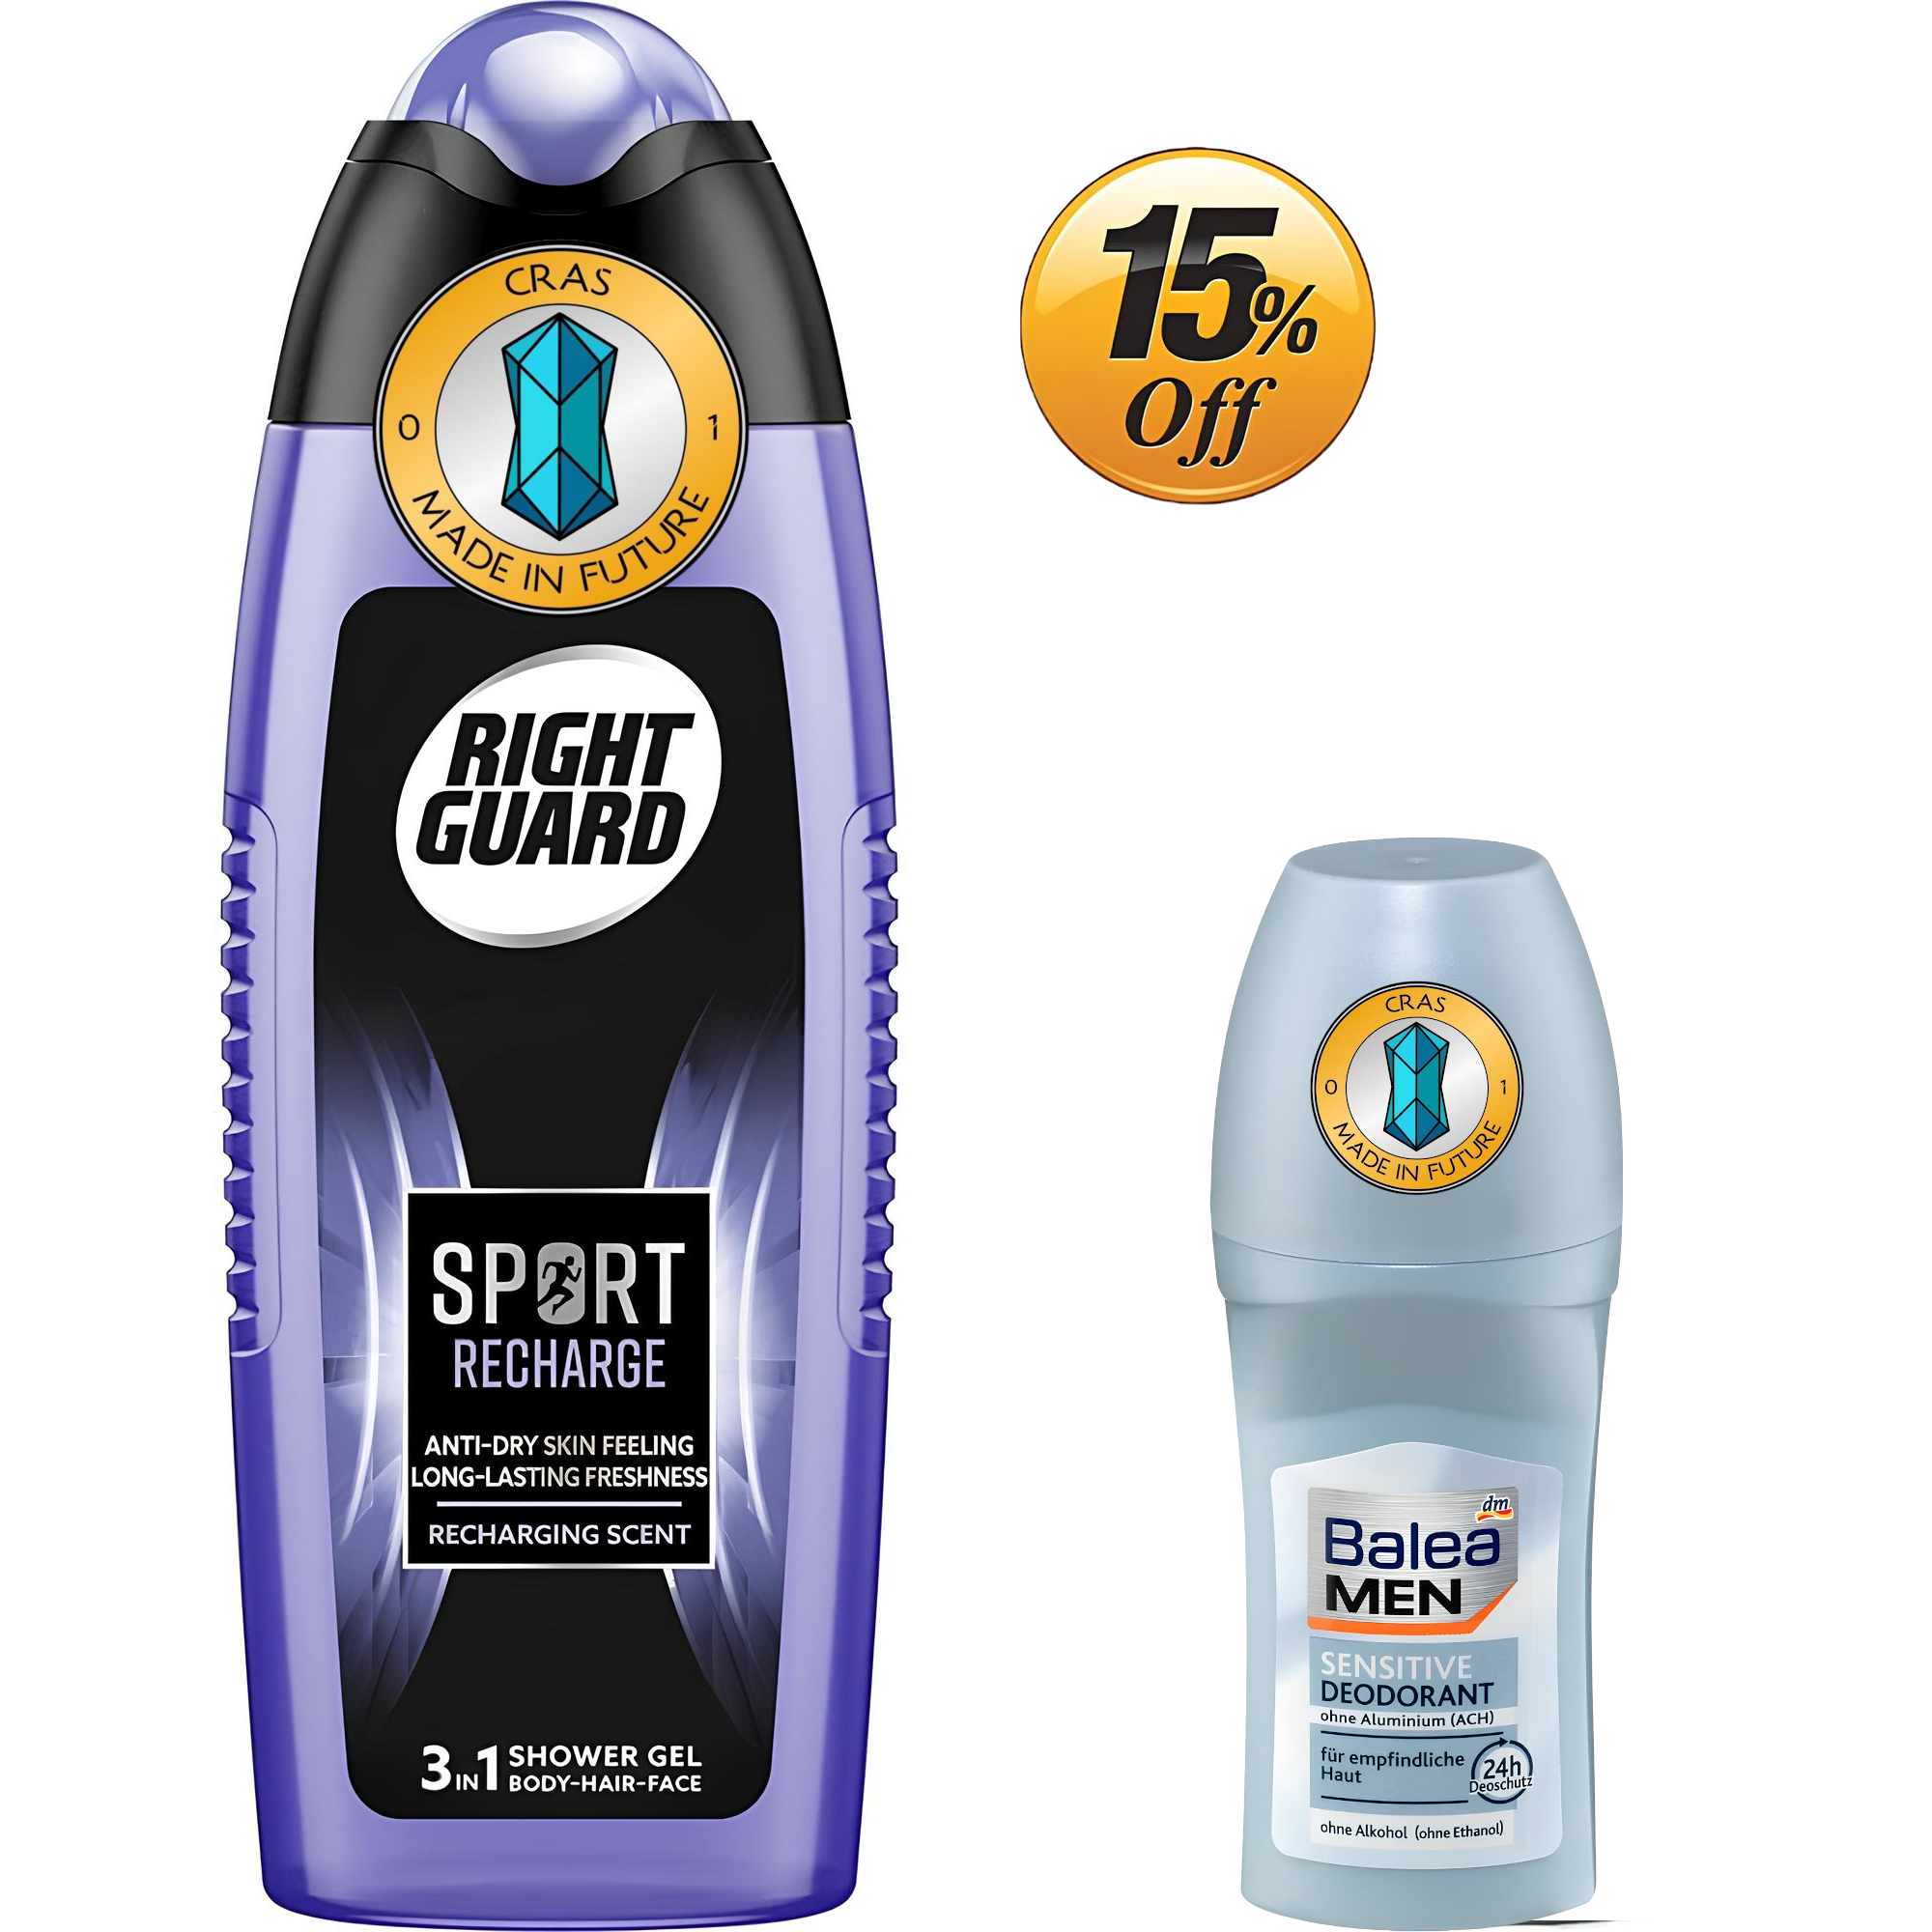 CRAS
0 1
MADE IN FUTURE
RIGHT
GUARD
SPORT
RECHARGE
ANTI-DRY SKIN FEELING
LONG-LASTING FRESHNESS
RECHARGING SCENT
3 IN 1 SHOWER GEL
BODY-HAIR-FACE
15%
Off
CRAS
0 1
MADE IN FUTURE
dm
Balea
MEN
SENSITIVE
DEODORANT
ohne Aluminium (ACH)
für empfindliche
Haut
24h
Deoschutz
ohne Alkohol (ohne Ethanol)